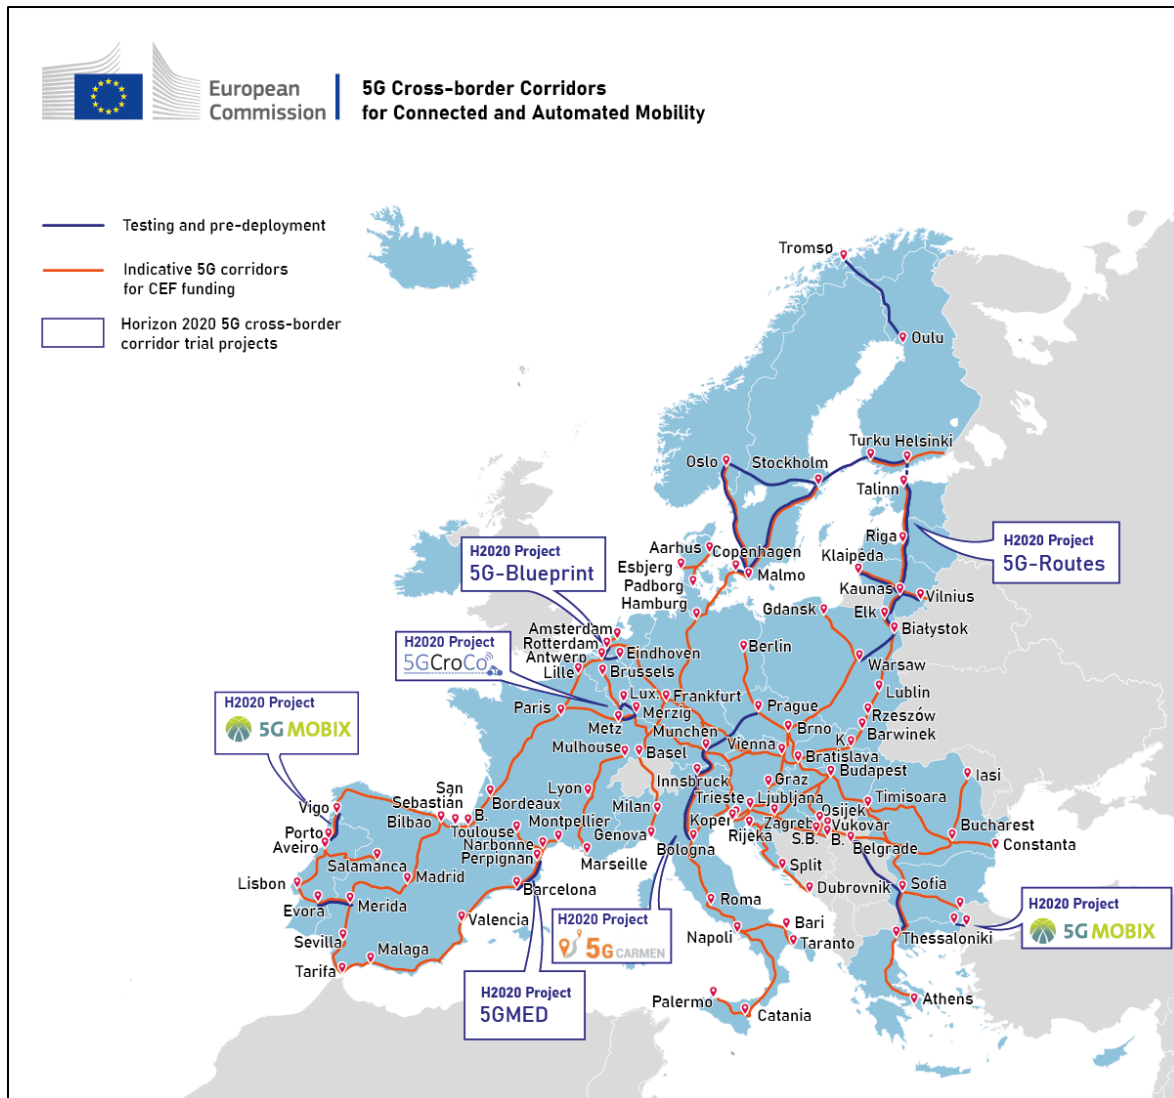 European
Commission
5G Cross-border Corridors
for Connected and Automated Mobility
Testing and pre-deployment
Indicative 5G corridors
for CEF funding
Horizon 2020 5G cross-border
corridor trial projects
Tromsø
Oulu
Turku
Helsinki
Oslo
Stockholm
Talinn
H2020 Project
5G-Routes
Riga
Klaipėda
Aarhus
Copenhagen
Esbjerg
Malmo
Padborg
Kaunas
Vilnius
Hamburg
Gdansk
Elk
Białystok
H2020 Project
5G-Blueprint
Amsterdam
Rotterdam
Antwerp
Eindhoven
Berlin
Warsaw
H2020 Project
5GCroCo
Lille
Brussels
Lux.
Frankfurt
Lublin
Paris
Merzig
Prague
Rzeszów
Metz
Munchen
Brno
Barwinek
Mulhouse
Basel
Vienna
K
Bratislava
H2020 Project
5G MOBIX
Innsbruck
Budapest
Graz
Iasi
Lyon
San
Sebastián
Bordeaux
Milan
Trieste
Ljubljana
Timisoara
Vigo
Bilbao
B.
Montpellier
Koper
Osijek
Toulouse
Genova
Zagreb
Vukovar
Bucharest
Porto
Narbonne
Rijeka
S.B.
B.
Aveiro
Perpignan
Marseille
Bologna
Belgrade
Constanta
Salamanca
Split
Lisbon
Madrid
Barcelona
Dubrovnik
Sofia
Evora
Merida
Roma
Valencia
H2020 Project
5G CARMEN
Bari
H2020 Project
5G MOBIX
Sevilla
Napoli
Taranto
Thessaloniki
Malaga
Tarifa
H2020 Project
5GMED
Palermo
Catania
Athens